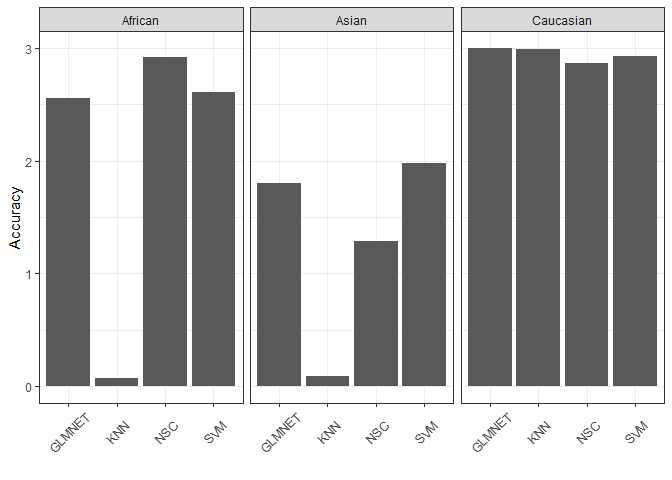 African Asian Caucasian
3
2
1
0
Accuracy
GLMNET KNN NSC SVM GLMNET KNN NSC SVM GLMNET KNN NSC SVM